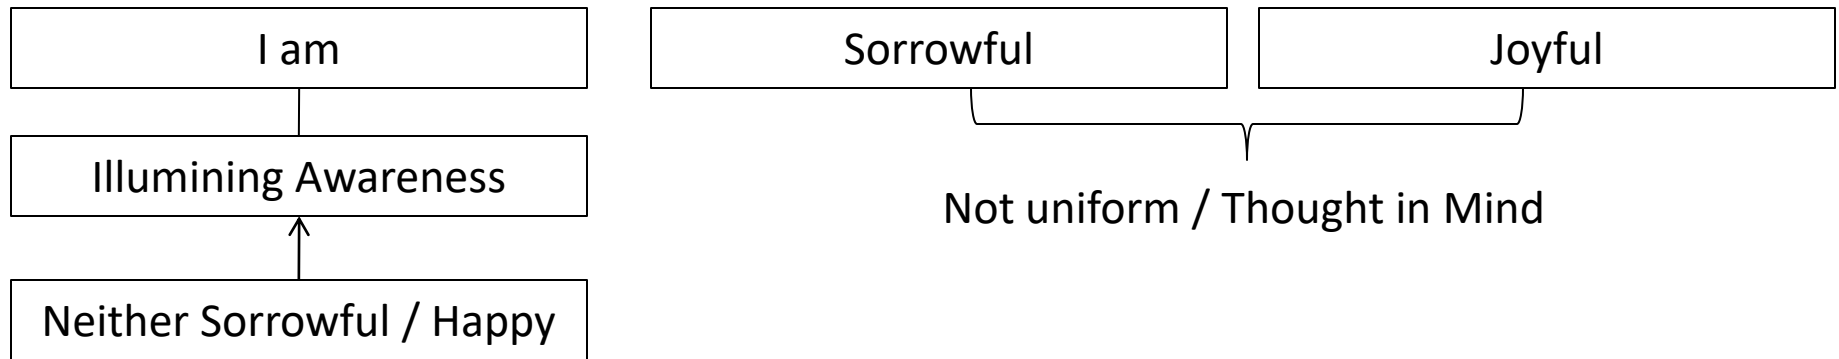 I am
Sorrowful
Joyful
Illumining Awareness
Not uniform / Thought in Mind
Neither Sorrowful / Happy